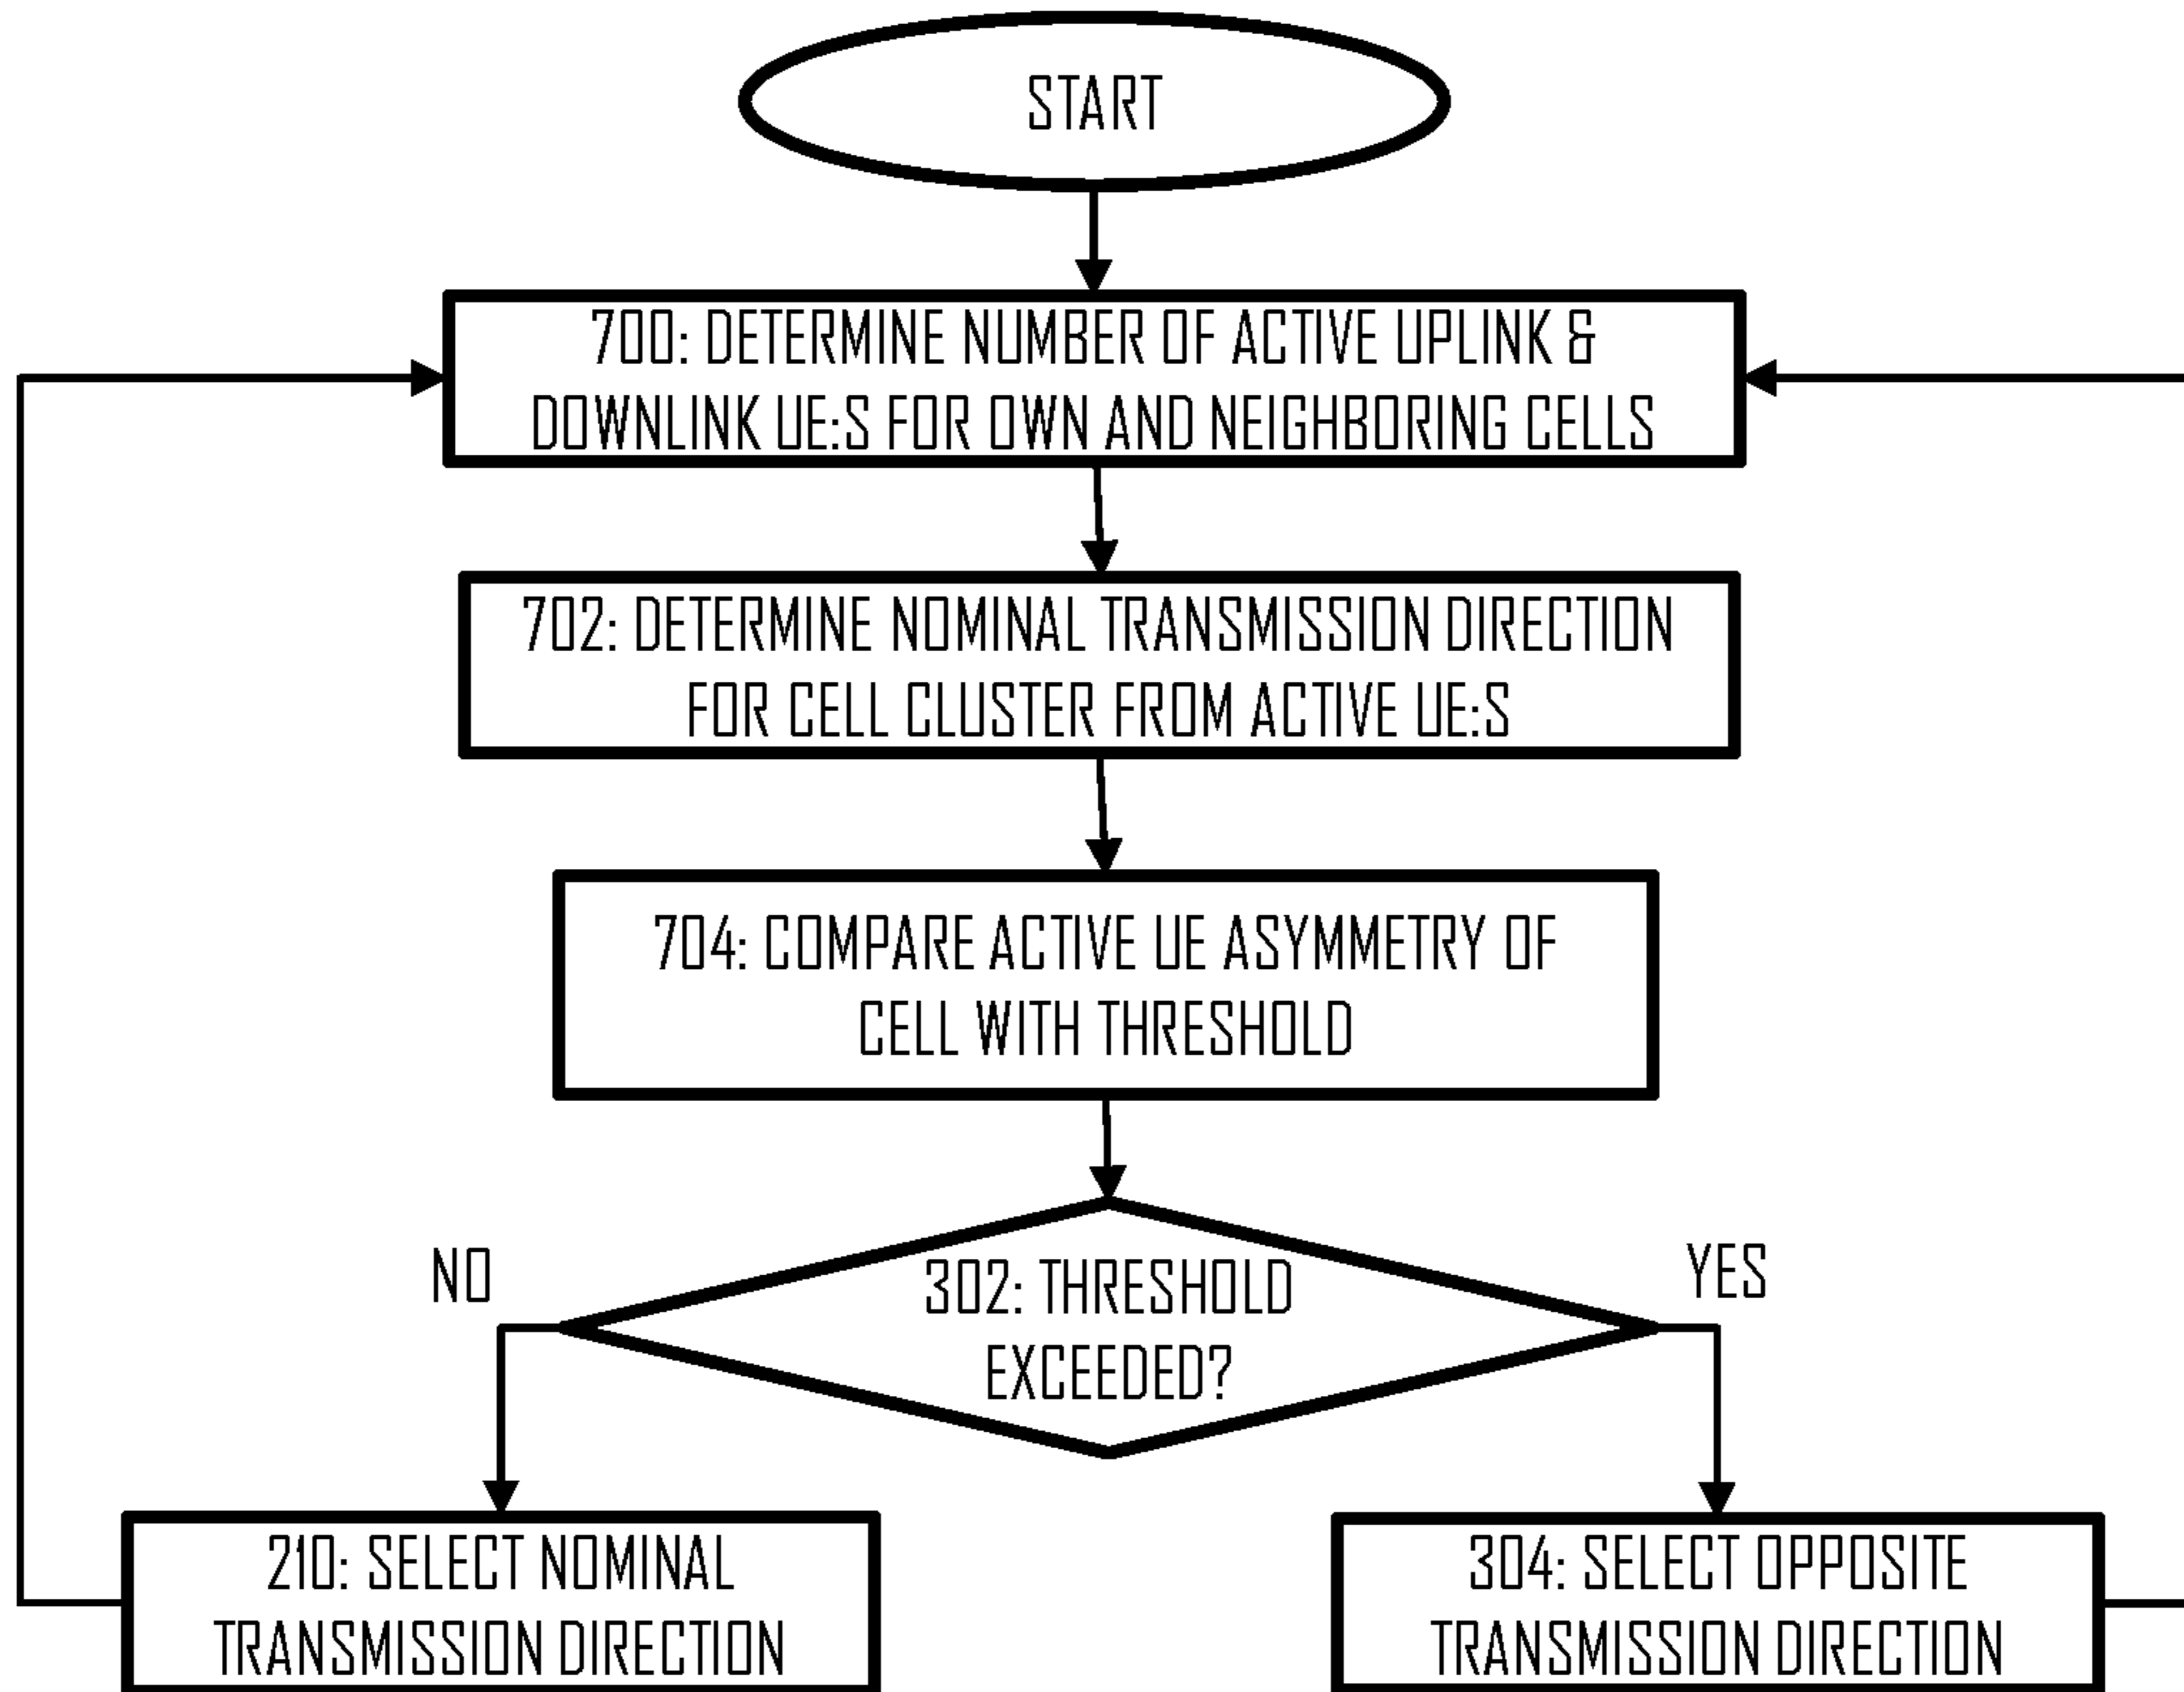 START
700: DETERMINE NUMBER OF ACTIVE UPLINK &
DOWNLINK UE:S FOR OWN AND NEIGHBORING CELLS
702: DETERMINE NOMINAL TRANSMISSION DIRECTION
FOR CELL CLUSTER FROM ACTIVE UE:S
704: COMPARE ACTIVE UE ASYMMETRY OF
CELL WITH THRESHOLD
NO
302: THRESHOLD
EXCEEDED?
YES
210: SELECT NOMINAL
TRANSMISSION DIRECTION
304: SELECT OPPOSITE
TRANSMISSION DIRECTION